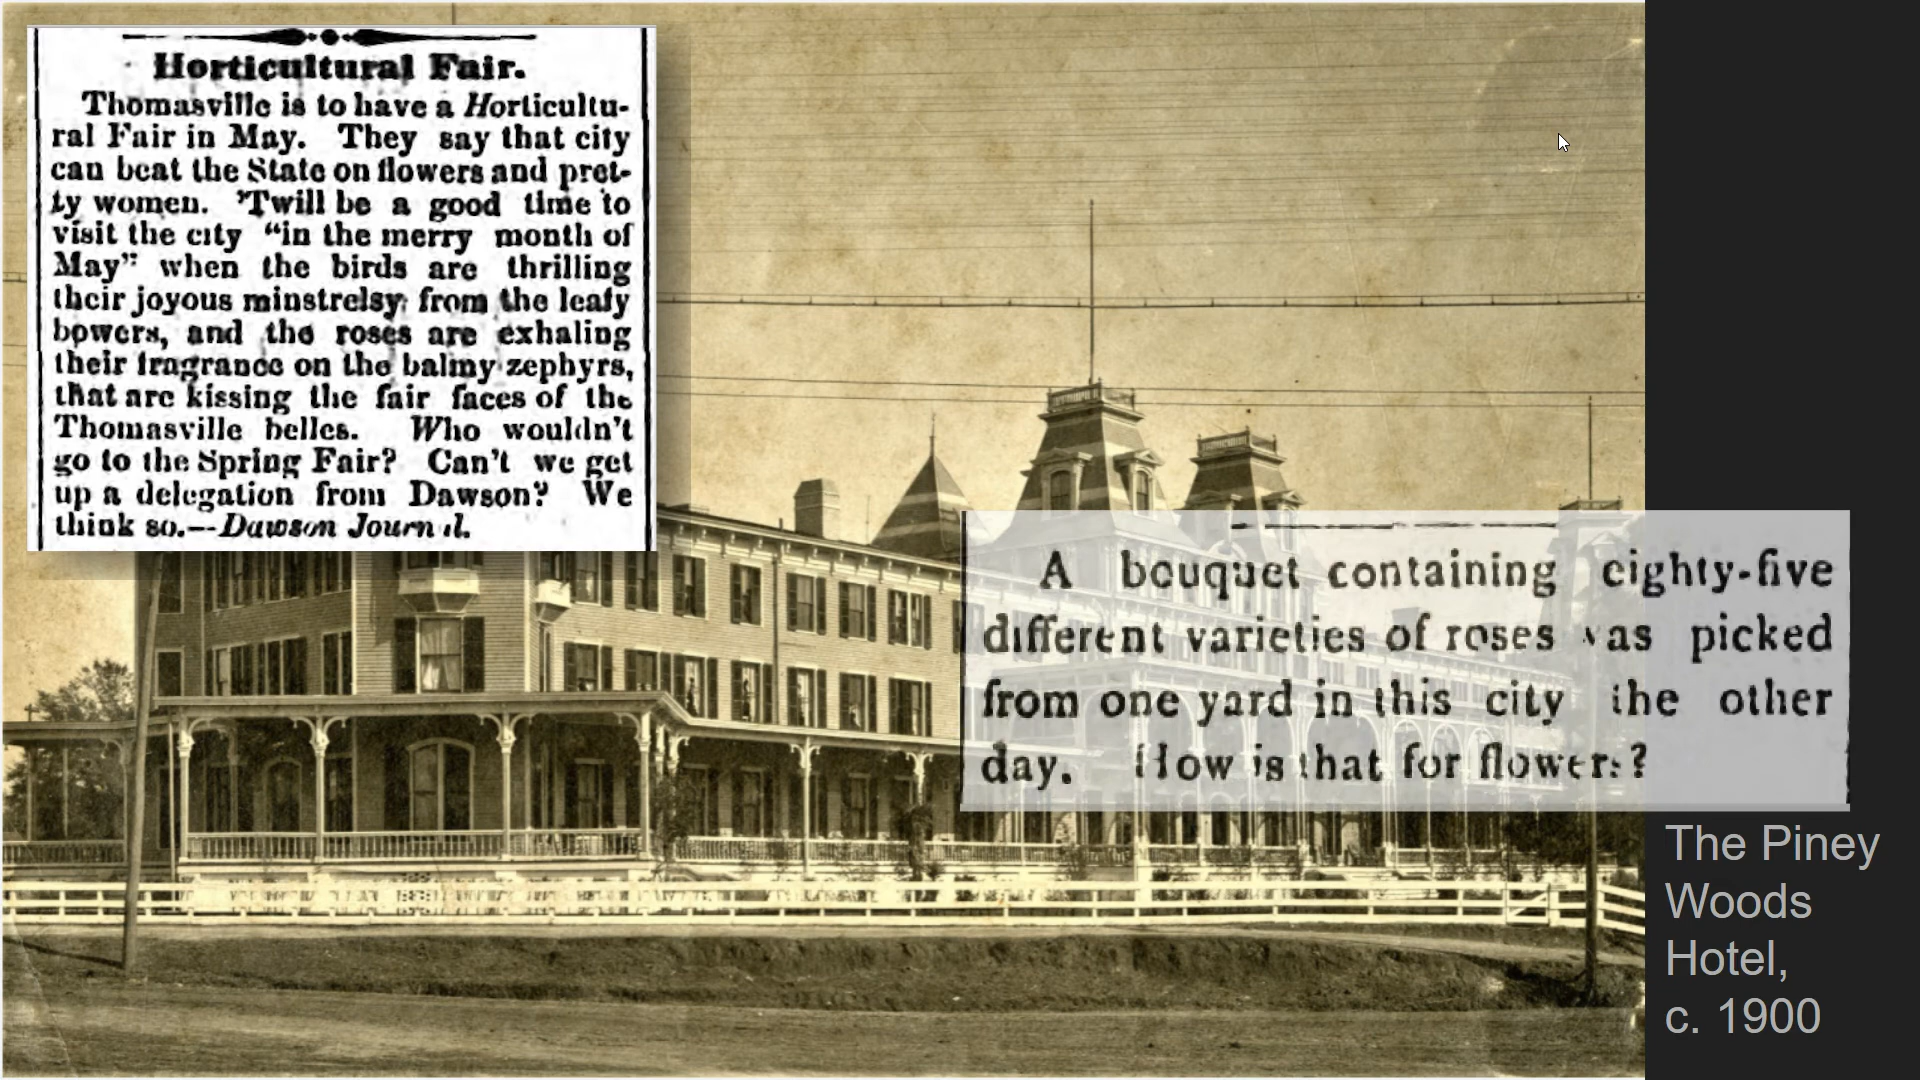 Horticultural Fair.
Thomasville is to have a Horticultu-
ral Fair in May. They say that city
can beat the State on flowers and pret-
ty women. 'Twill be a good time to
visit the city "in the merry month of
May" when the birds are thrilling
their joyous minstrelsy from the leafy
bowers, and the roses are exhaling
their fragrance on the balmy zephyrs,
that are kissing the fair faces of the
Thomasville belles. Who wouldn't
go to the Spring Fair? Can't we get
up a delegation from Dawson? We
think so.—Dawson Journal.
A bouquet containing eighty-five
different varieties of roses was picked
from one yard in this city the other
day. How is that for flowers?
The Piney
Woods
Hotel,
c. 1900